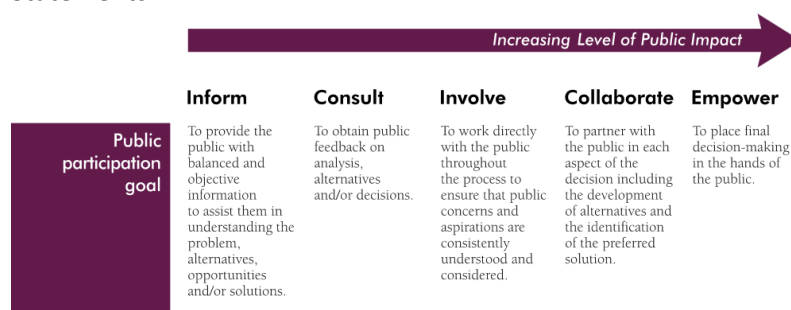 Increasing Level of Public Impact
Inform
Consult
Involve
Collaborate
Empower
Public
participation
goal
To provide the
public with
balanced and
objective
information
to assist them in
understanding the
problem,
alternatives,
opportunities
and/or solutions.
To obtain public
feedback on
analysis,
alternatives
and/or decisions.
To work directly
with the public
throughout
the process to
ensure that public
concerns and
aspirations are
consistently
understood and
considered.
To partner with
the public in each
aspect of the
decision including
the development
of alternatives and
the identification
of the preferred
solution.
To place final
decision-making
in the hands of
the public.